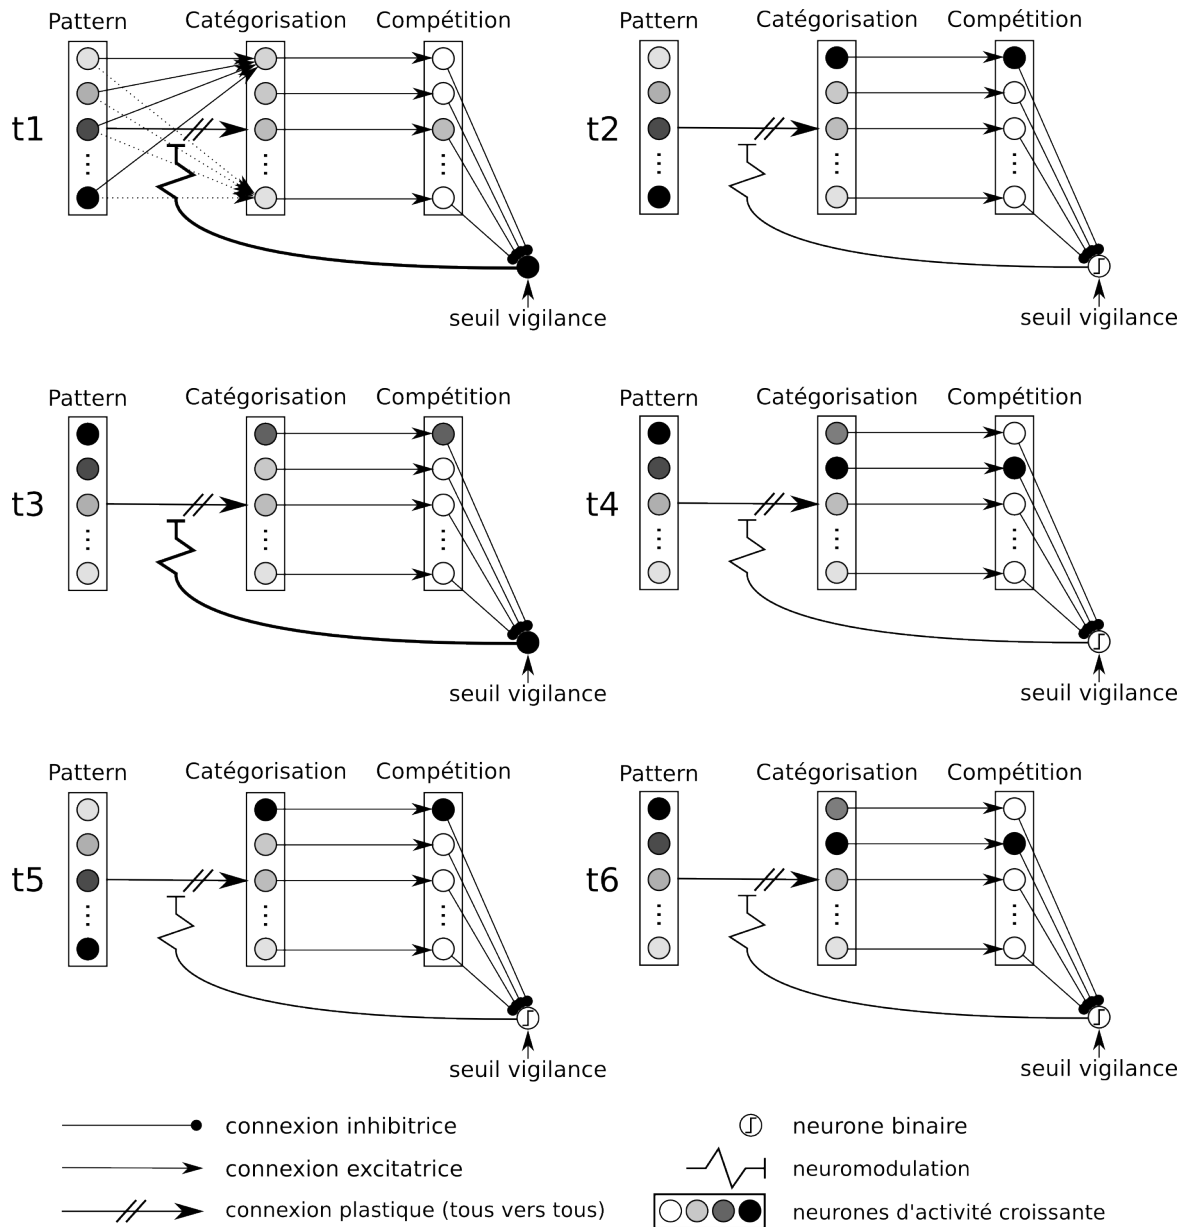 Pattern Catégorisation Compétition
t1
seuil vigilance
Pattern Catégorisation Compétition
t2
seuil vigilance
Pattern Catégorisation Compétition
t3
seuil vigilance
Pattern Catégorisation Compétition
t4
seuil vigilance
Pattern Catégorisation Compétition
t5
seuil vigilance
Pattern Catégorisation Compétition
t6
seuil vigilance
connexion inhibitrice
connexion excitatrice
connexion plastique (tous vers tous)
neurone binaire
neuromodulation
neurones d'activité croissante